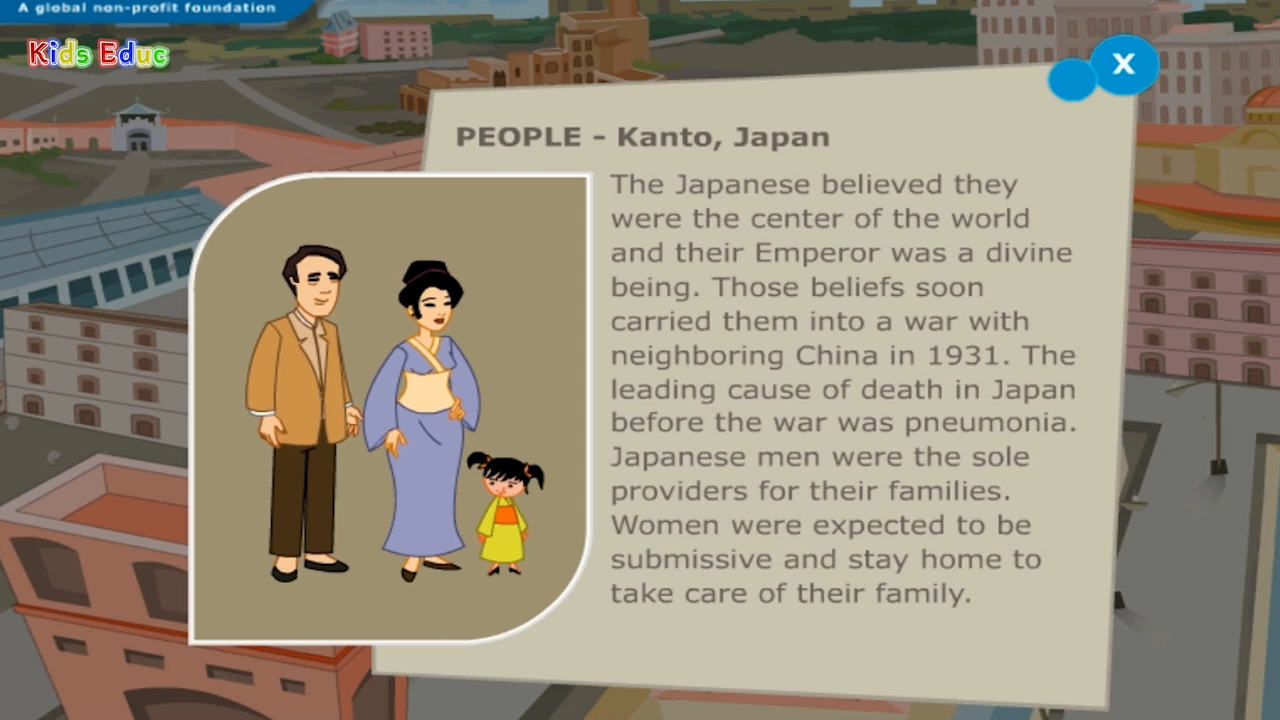 A global non-profit foundation
Kids Educ
X
PEOPLE - Kanto, Japan
The Japanese believed they
were the center of the world
and their Emperor was a divine
being. Those beliefs soon
carried them into a war with
neighboring China in 1931. The
leading cause of death in Japan
before the war was pneumonia.
Japanese men were the sole
providers for their families.
Women were expected to be
submissive and stay home to
take care of their family.